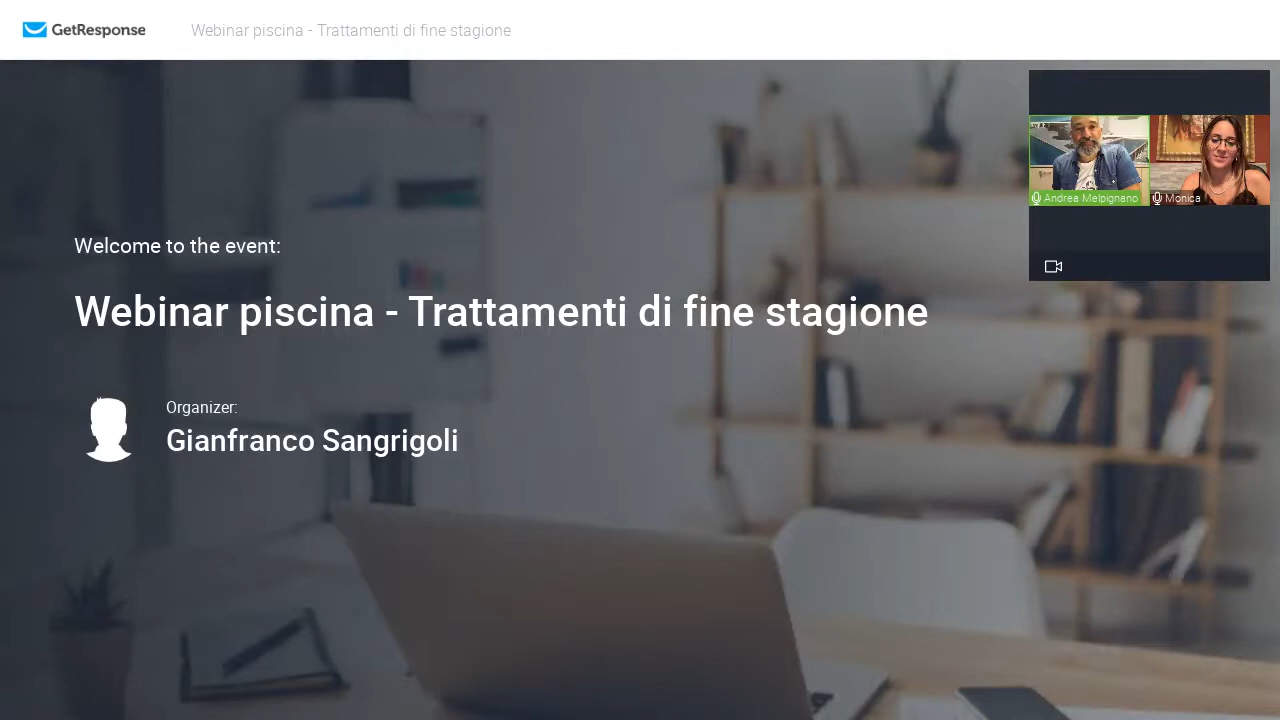 GetResponse
Webinar piscina - Trattamenti di fine stagione
Andrea Melpignano
Monica
Welcome to the event:
Webinar piscina - Trattamenti di fine stagione
Organizer:
Gianfranco Sangrigoli